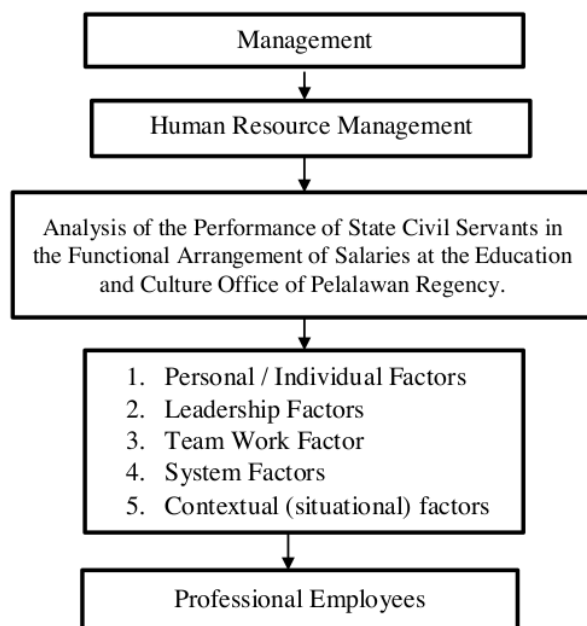 Management
Human Resource Management
Analysis of the Performance of State Civil Servants in
the Functional Arrangement of Salaries at the Education
and Culture Office of Pelalawan Regency.
1. Personal / Individual Factors
2. Leadership Factors
3. Team Work Factor
4. System Factors
5. Contextual (situational) factors
Professional Employees